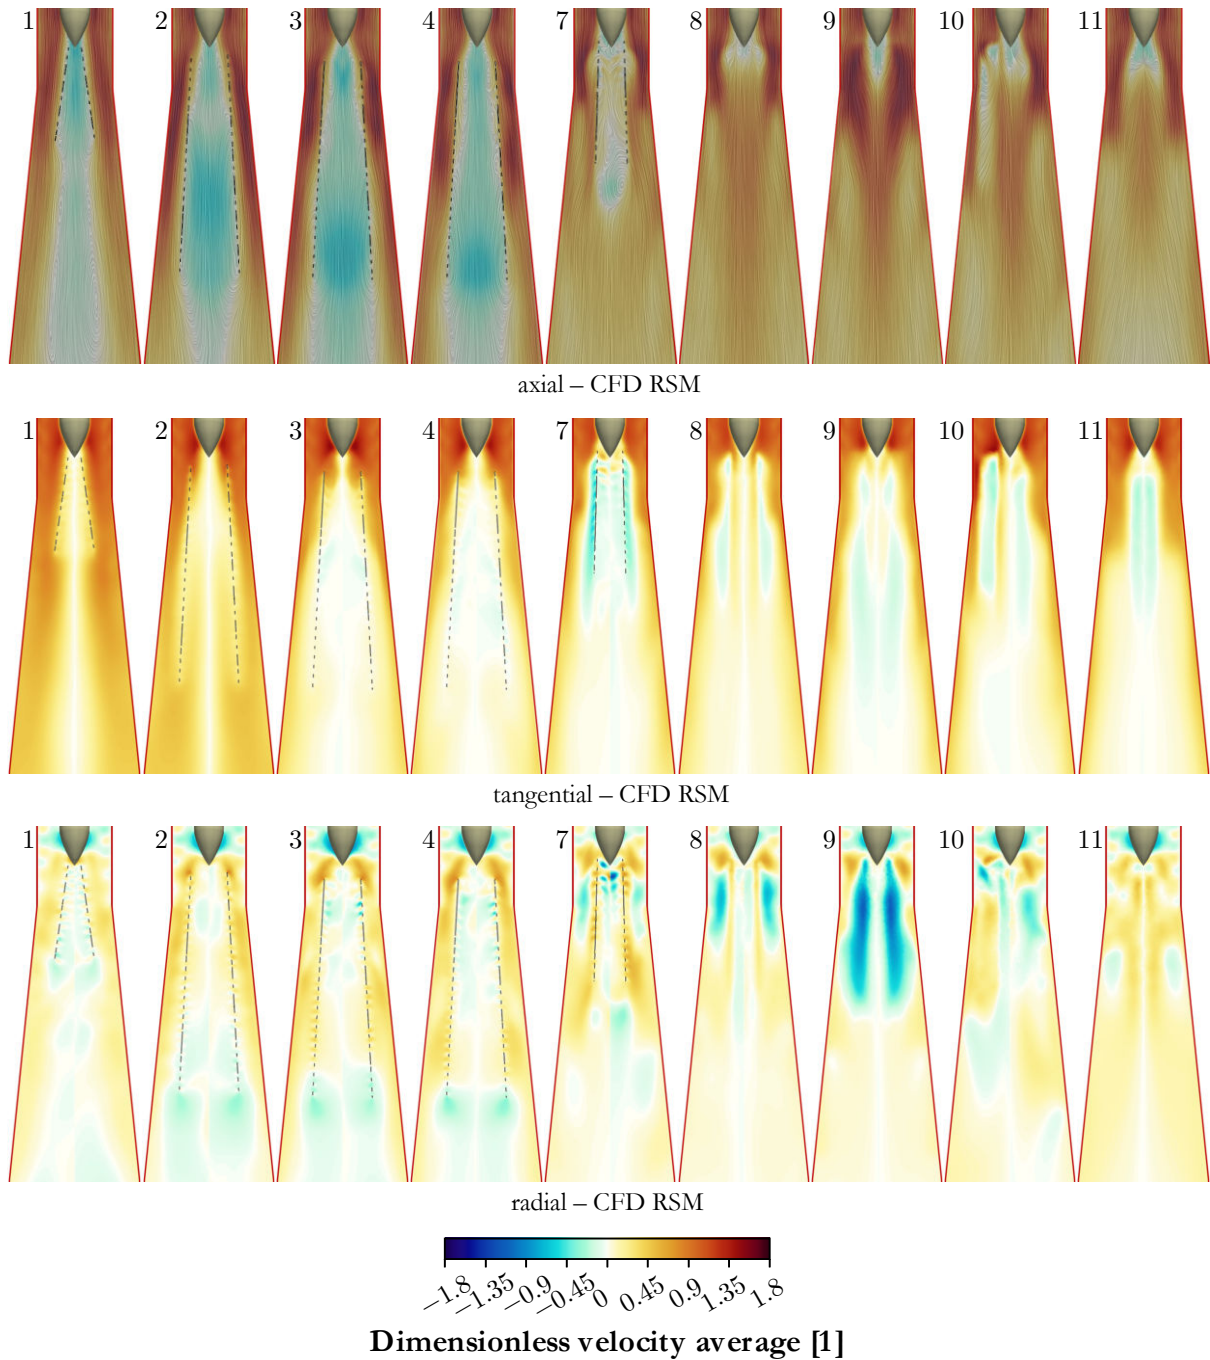 1 2 3 4 7 8 9 10 11
axial – CFD RSM
1 2 3 4 7 8 9 10 11
tangential – CFD RSM
1 2 3 4 7 8 9 10 11
radial – CFD RSM
−1.8 −1.35 −0.9 −0.45 0 0.45 0.9 1.35 1.8
Dimensionless velocity average [1]